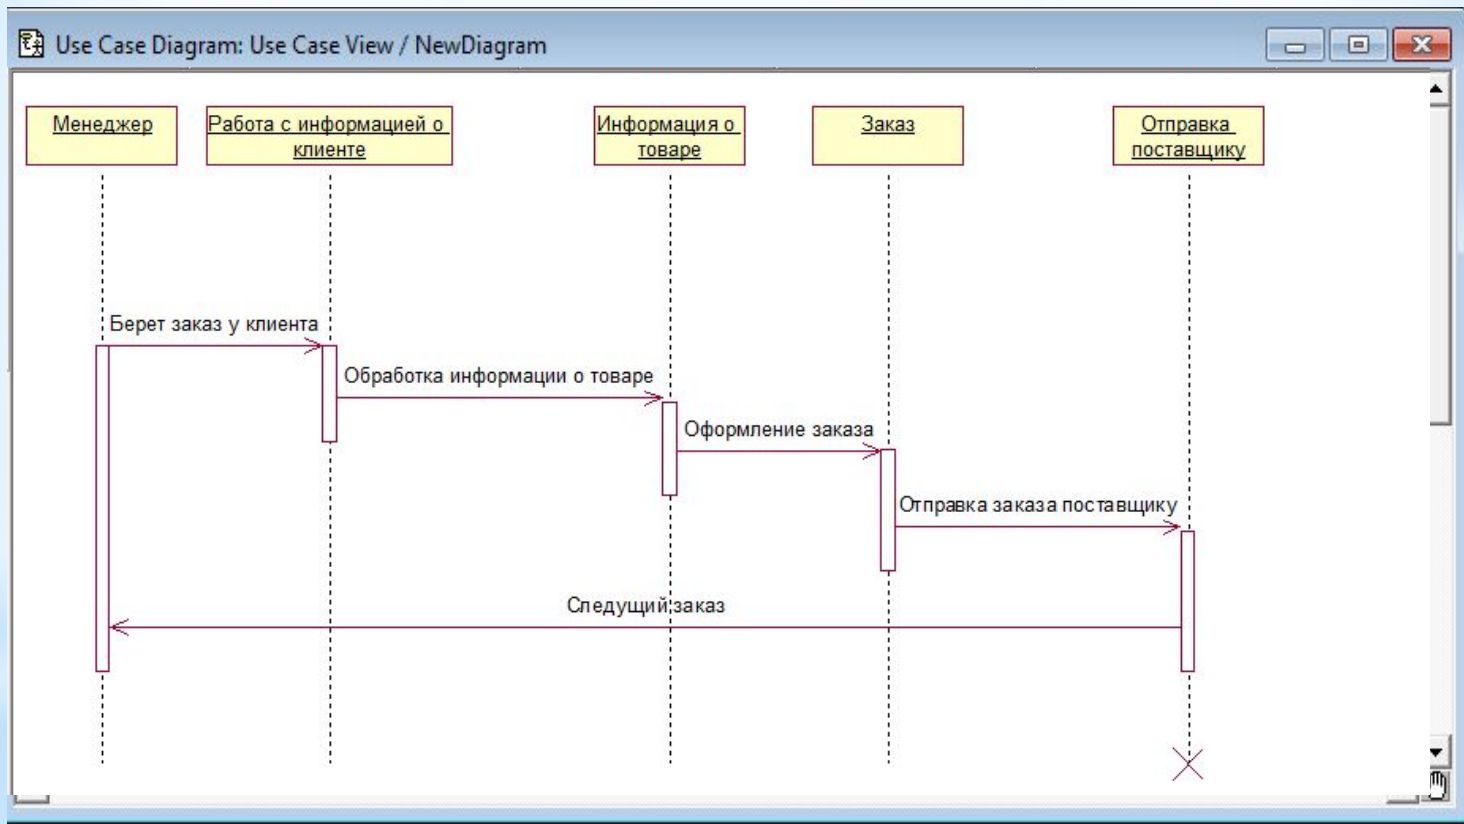 Use Case Diagram: Use Case View / NewDiagram
Менеджер
Работа с информацией о
клиенте
Информация о
товаре
Заказ
Отправка
поставщику
Берет заказ у клиента
Обработка информации о товаре
Оформление заказа
Отправка заказа поставщику
Следущий заказ